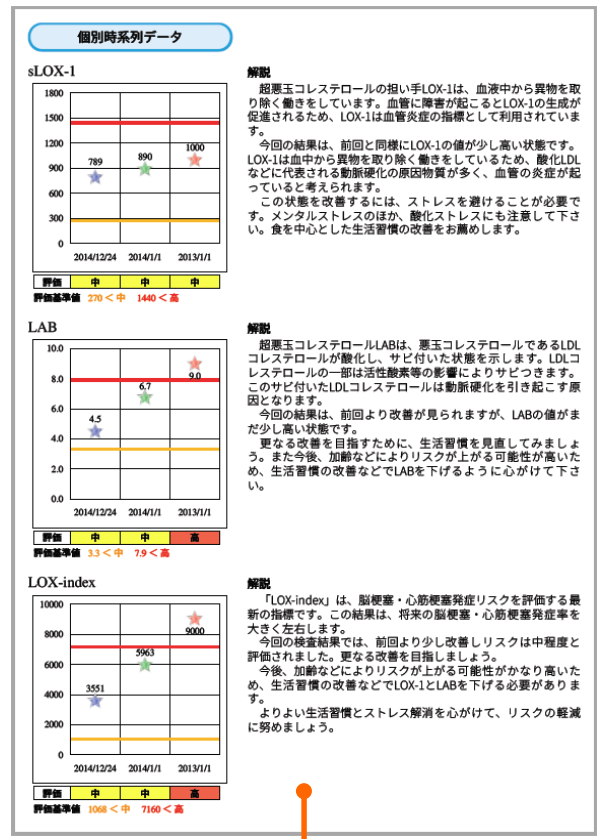 個別時系列データ
sLOX-1
1800
1500
1200
900
600
300
0
789
890
1000
2014/12/24 2014/1/1 2013/1/1
評価 中 中 中
評価基準値 270 < 中 1440 < 高
解説
超悪玉コレステロールの担い手LOX-1は、血液中から異物を取
り除く働きをしています。血管に障害が起こるとLOX-1の生成が
促進されるため、LOX-1は血管炎症の指標として利用されていま
す。
今回の結果は、前回と同様にLOX-1の値が少し高い状態です。
LOX-1は血中から異物を取り除く働きをしているため、酸化LDL
などに代表される動脈硬化の原因物質が多く、血管の炎症が起
っていると考えられます。
この状態を改善するには、ストレスを避けることが必要で
す。メンタルストレスのほか、酸化ストレスにも注意して下さ
い。食を中心とした生活習慣の改善をお薦めします。
LAB
10.0
8.0
6.0
4.0
2.0
0.0
4.5
6.7
9.0
2014/12/24 2014/1/1 2013/1/1
評価 中 中 高
評価基準値 3.3 < 中 7.9 < 高
解説
超悪玉コレステロールLABは、悪玉コレステロールであるLDL
コレステロールが酸化し、サビ付いた状態を示します。LDLコ
レステロールの一部は活性酸素等の影響によりサビつきます。
このサビ付いたLDLコレステロールは動脈硬化を引き起こす原
因となります。
今回の結果は、前回より改善が見られますが、LABの値がま
だ少し高い状態です。
更なる改善を目指すために、生活習慣を見直してみましょ
う。また今後、加齢などによりリスクが上がる可能性が高いた
め、生活習慣の改善などでLABを下げるように心がけて下さ
い。
LOX-index
10000
8000
6000
4000
2000
0
3551
5963
9000
2014/12/24 2014/1/1 2013/1/1
評価 中 中 高
評価基準値 1068 < 中 7160 < 高
解説
「LOX-index」は、脳梗塞・心筋梗塞発症リスクを評価する最
新の指標です。この結果は、将来の脳梗塞・心筋梗塞発症率を
大きく左右します。
今回の検査結果では、前回より少し改善しリスクは中程度と
評価されました。更なる改善を目指しましょう。
今後、加齢などによりリスクが上がる可能性がかなり高いた
め、生活習慣の改善などでLOX-1とLABを下げる必要がありま
す。
よりよい生活習慣とストレス解消を心がけて、リスクの軽減
に努めましょう。